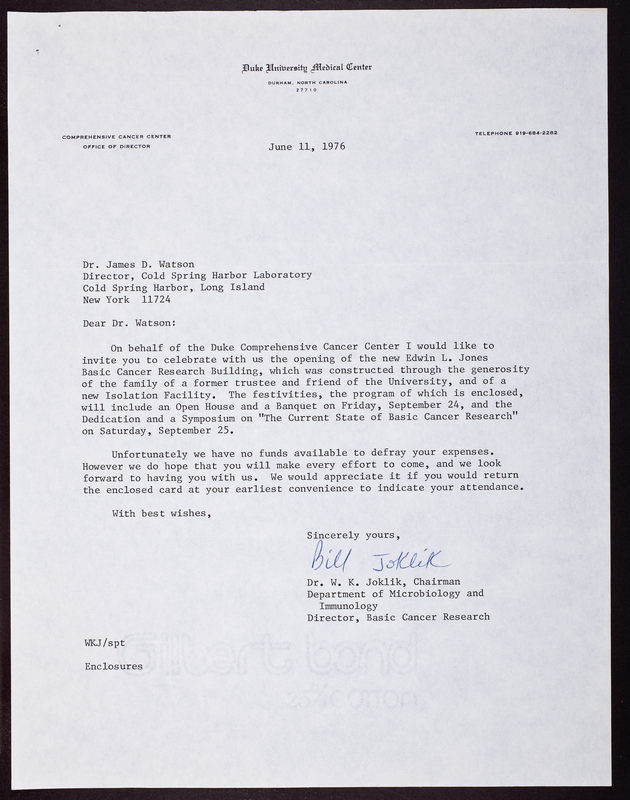 Duke University Medical Center
DURHAM, NORTH CAROLINA
27710
COMPREHENSIVE CANCER CENTER
OFFICE OF DIRECTOR
TELEPHONE 919-684-2282
June 11, 1976
Dr. James D. Watson
Director, Cold Spring Harbor Laboratory
Cold Spring Harbor, Long Island
New York 11724
Dear Dr. Watson:
On behalf of the Duke Comprehensive Cancer Center I would like to
invite you to celebrate with us the opening of the new Edwin L. Jones
Basic Cancer Research Building, which was constructed through the generosity
of the family of a former trustee and friend of the University, and of a
new Isolation Facility. The festivities, the program of which is enclosed,
will include an Open House and a Banquet on Friday, September 24, and the
Dedication and a Symposium on "The Current State of Basic Cancer Research"
on Saturday, September 25.
Unfortunately we have no funds available to defray your expenses.
However we do hope that you will make every effort to come, and we look
forward to having you with us. We would appreciate it if you would return
the enclosed card at your earliest convenience to indicate your attendance.
With best wishes,
Sincerely yours,
Bill Joklik
Dr. W. K. Joklik, Chairman
Department of Microbiology and
Immunology
Director, Basic Cancer Research
WKJ/spt
Enclosures
Gilbert bond
25% COTTON